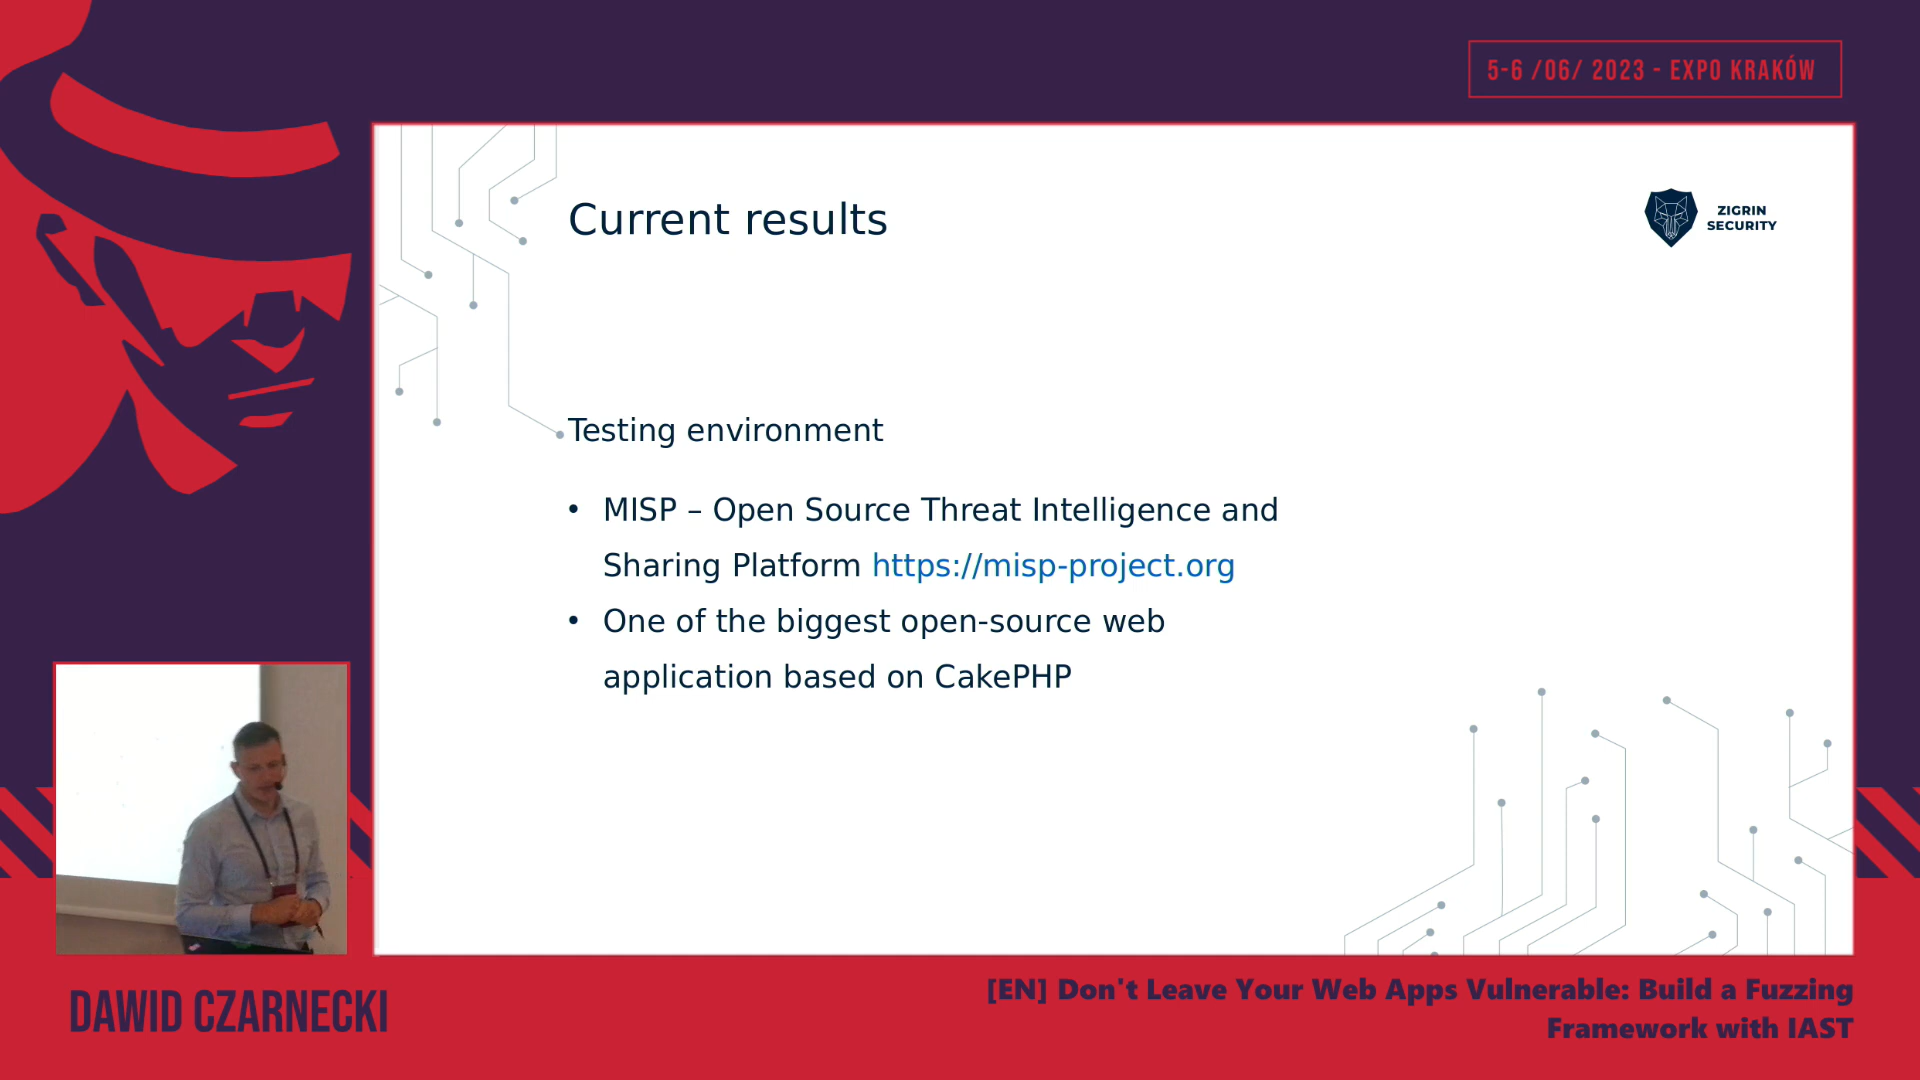 5-6 /06/ 2023 - EXPO KRAKÓW
Current results
ZIGRIN
SECURITY
Testing environment
• MISP – Open Source Threat Intelligence and
Sharing Platform https://misp-project.org
• One of the biggest open-source web
application based on CakePHP
DAWID CZARNECKI
[EN] Don't Leave Your Web Apps Vulnerable: Build a Fuzzing
Framework with IAST